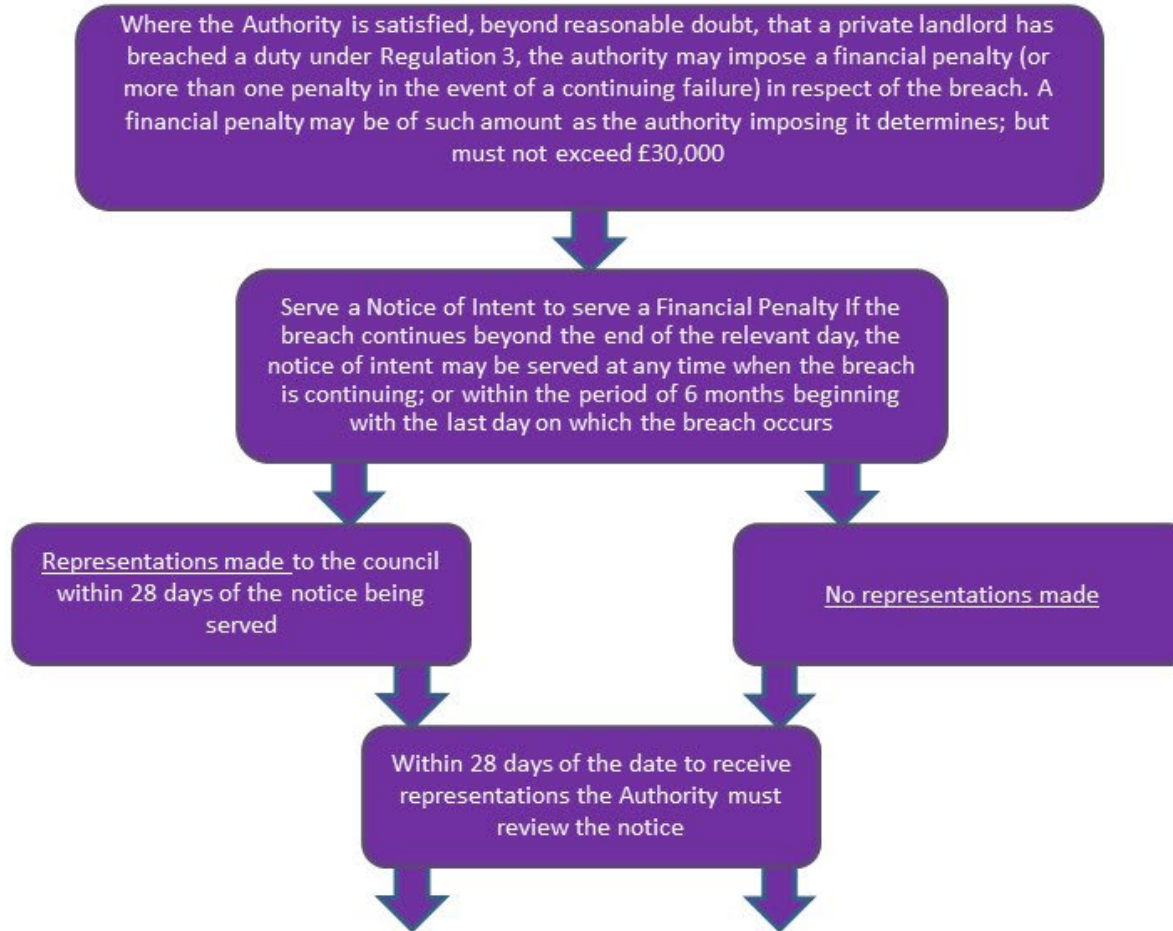 Where the Authority is satisfied, beyond reasonable doubt, that a private landlord has
breached a duty under Regulation 3, the authority may impose a financial penalty (or
more than one penalty in the event of a continuing failure) in respect of the breach. A
financial penalty may be of such amount as the authority imposing it determines; but
must not exceed £30,000
Serve a Notice of Intent to serve a Financial Penalty If the
breach continues beyond the end of the relevant day, the
notice of intent may be served at any time when the breach
is continuing; or within the period of 6 months beginning
with the last day on which the breach occurs
Representations made to the council
within 28 days of the notice being
served
No representations made
Within 28 days of the date to receive
representations the Authority must
review the notice